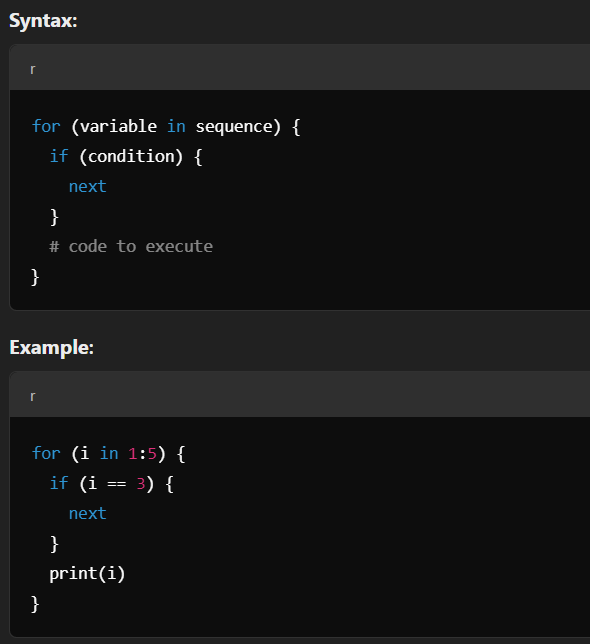 Syntax:
r
for (variable in sequence) {
  if (condition) {
    next
  }
  # code to execute
}
Example:
r
for (i in 1:5) {
  if (i == 3) {
    next
  }
  print(i)
}